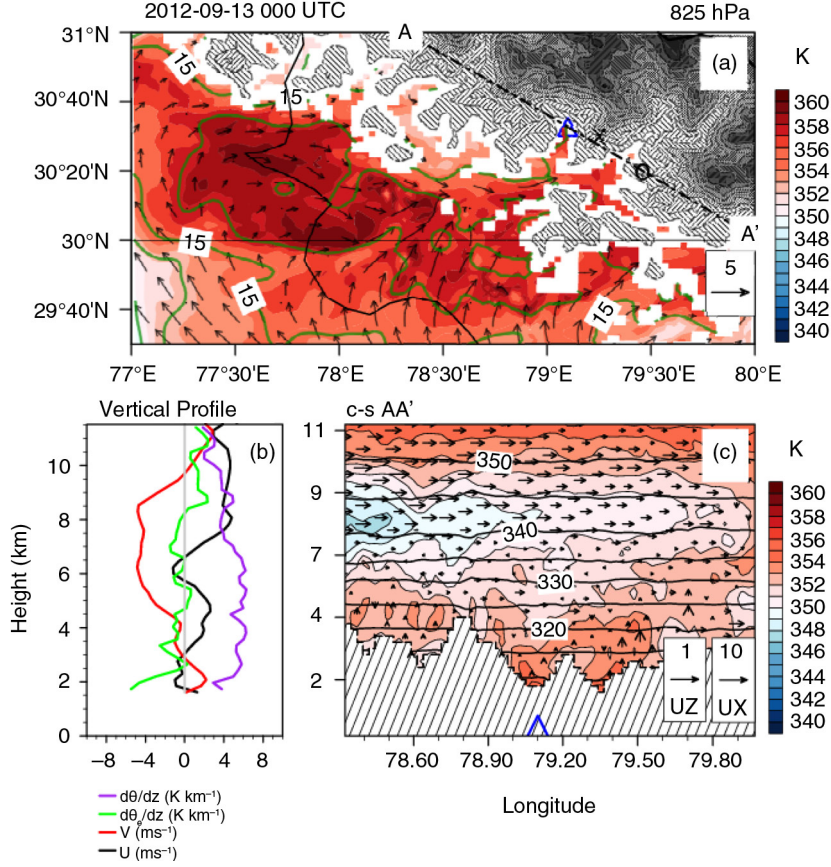 2012-09-13 000 UTC 825 hPa
31°N
30°40'N
30°20'N
30°N
29°40'N
A
(a)
15
15
15
15
15
X
O
A'
5
77°E 77°30'E 78°E 78°30'E 79°E 79°30'E 80°E
K
360
358
356
354
352
350
348
346
344
342
340
Vertical Profile
(b)
Height (km)
10
8
6
4
2
0
−8 −4 0 4 8
dθ/dz (K km⁻¹)
dθe/dz (K km⁻¹)
V (ms⁻¹)
U (ms⁻¹)
c-s AA'
(c)
11
9
7
4
2
350
340
330
320
1
UZ
10
UX
78.60 78.90 79.20 79.50 79.80
Longitude
K
360
358
356
354
352
350
348
346
344
342
340